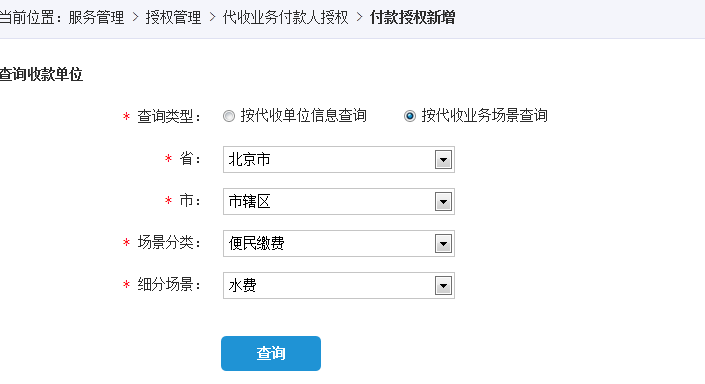 当前位置：服务管理 > 授权管理 > 代收业务付款人授权 > 付款授权新增
查询收款单位
* 查询类型： 按代收单位信息查询 按代收业务场景查询
* 省： 北京市
* 市： 市辖区
* 场景分类： 便民缴费
* 细分场景： 水费
查询